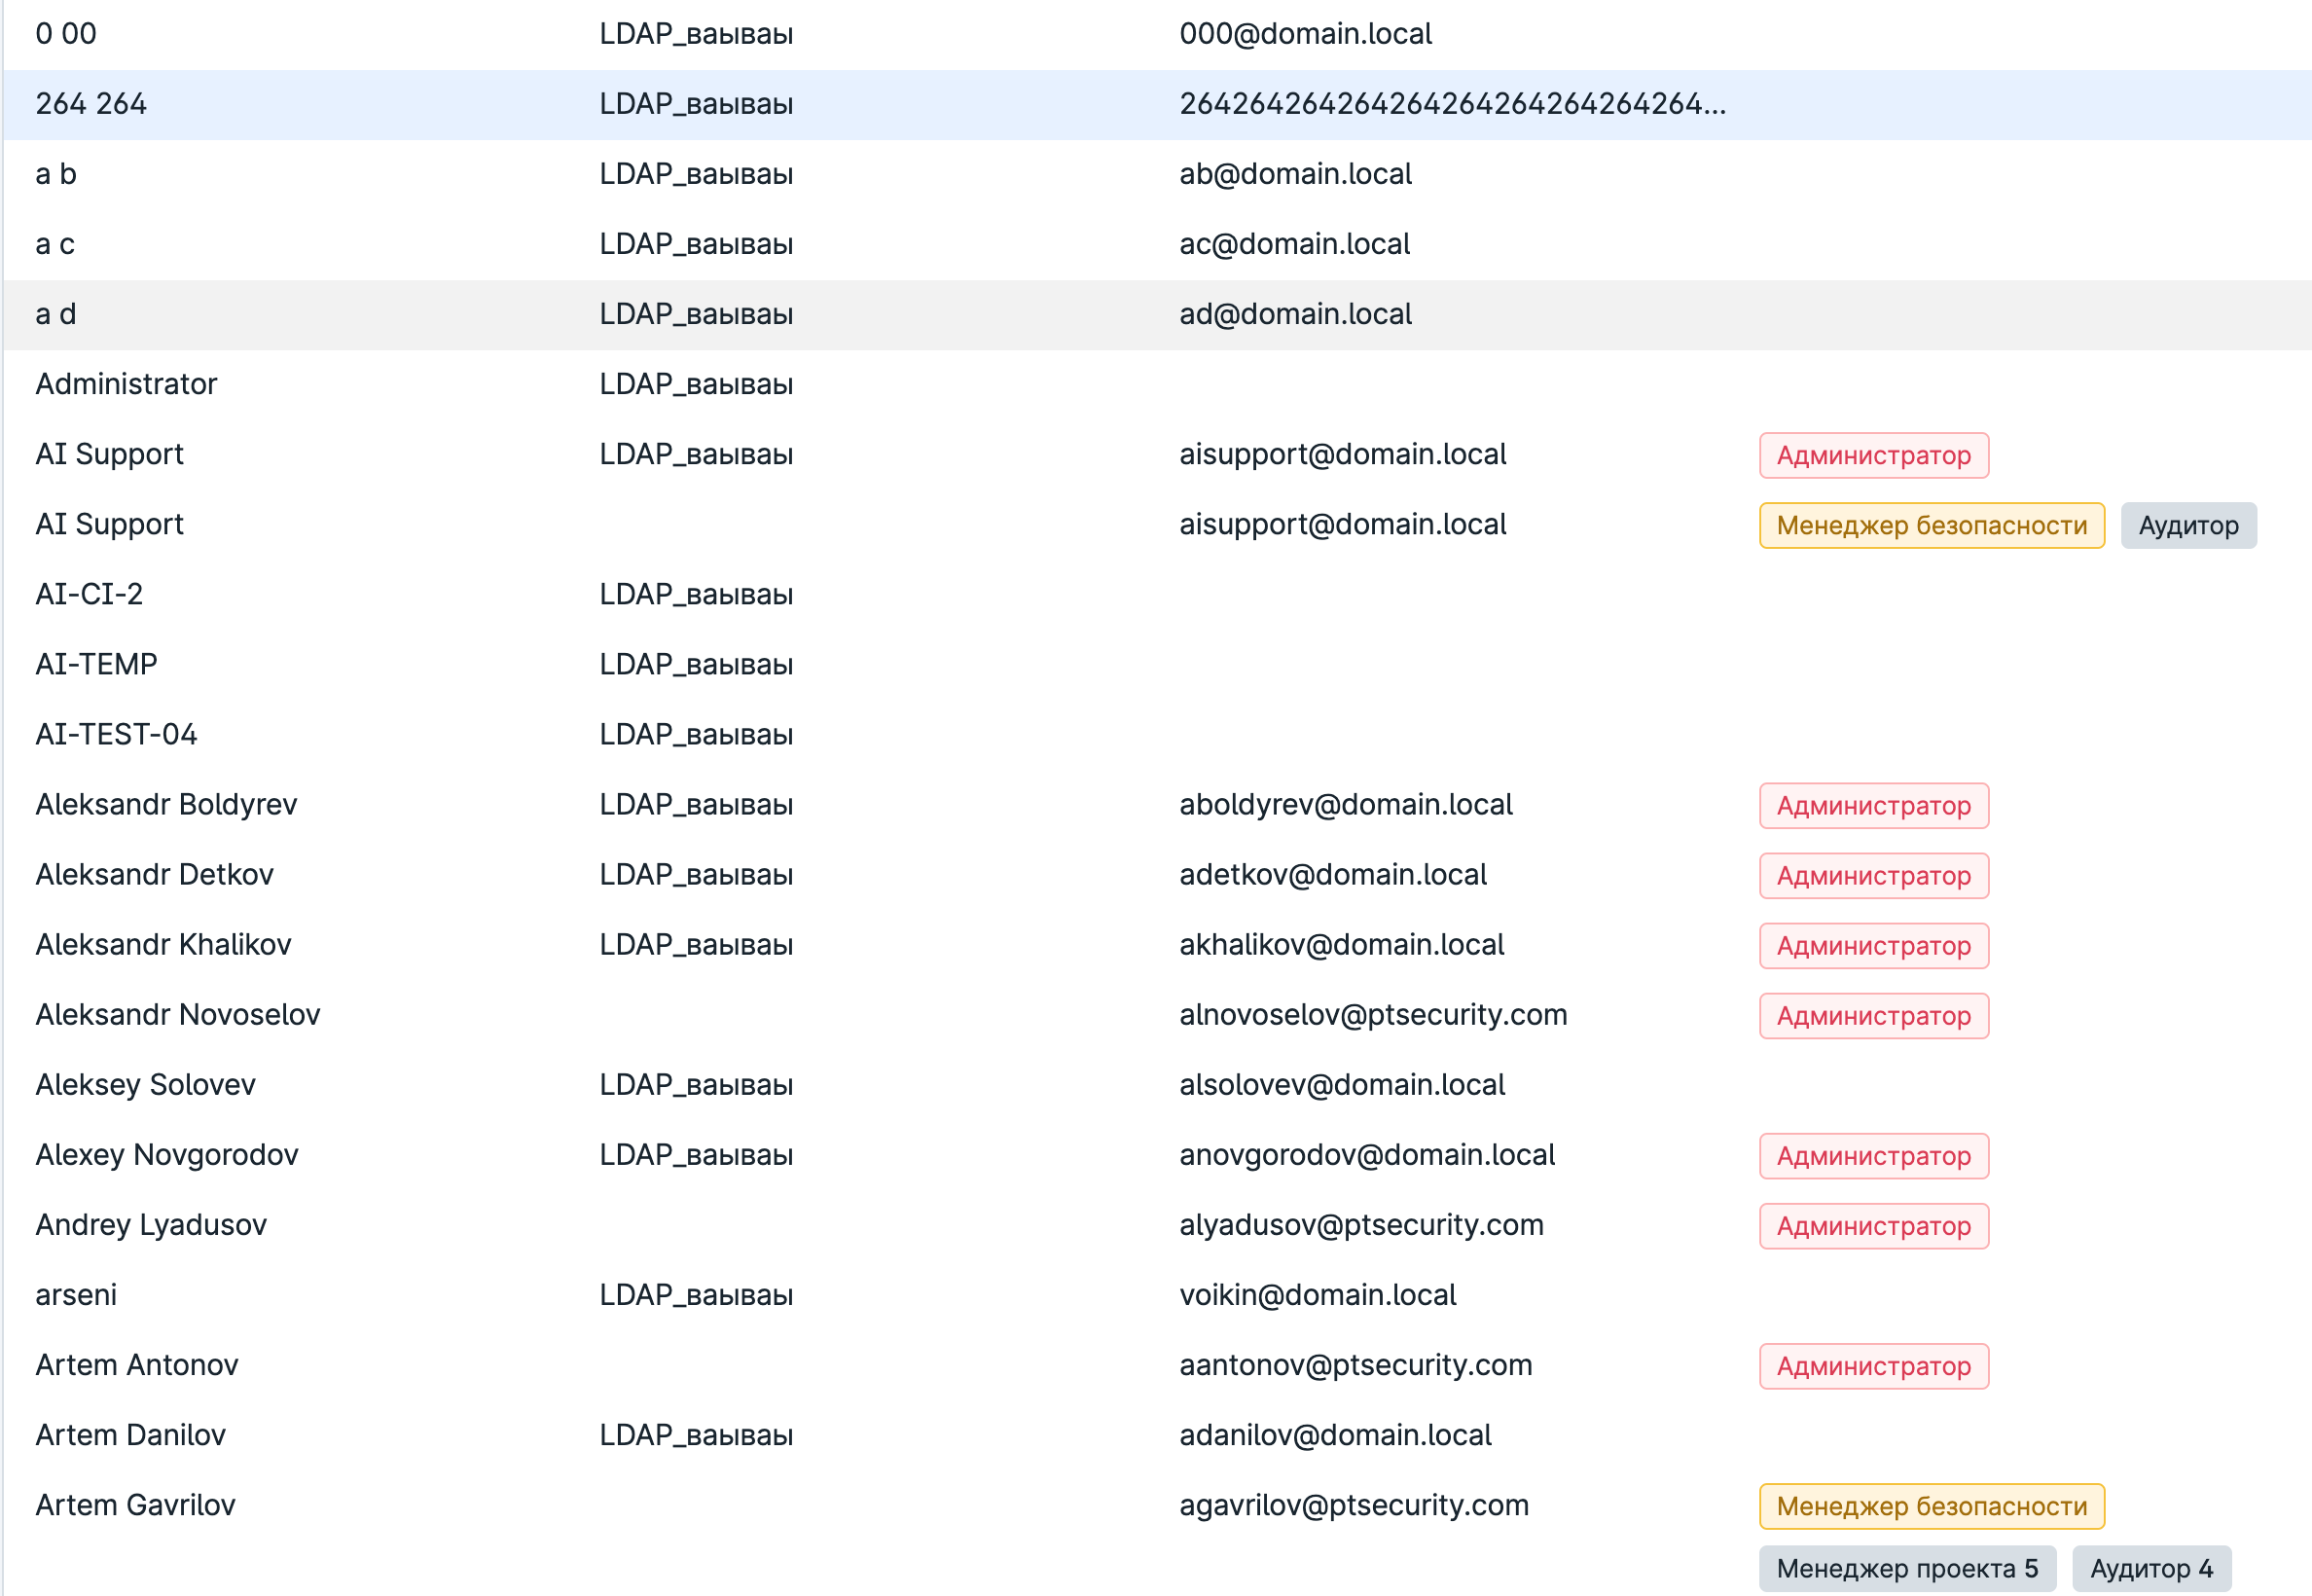 0 00 LDAP_ваываы 000@domain.local
264 264 LDAP_ваываы 264264264264264264264264264264...
a b LDAP_ваываы ab@domain.local
a c LDAP_ваываы ac@domain.local
a d LDAP_ваываы ad@domain.local
Administrator LDAP_ваываы
AI Support LDAP_ваываы aisupport@domain.local Администратор
AI Support aisupport@domain.local Менеджер безопасности Аудитор
AI-CI-2 LDAP_ваываы
AI-TEMP LDAP_ваываы
AI-TEST-04 LDAP_ваываы
Aleksandr Boldyrev LDAP_ваываы aboldyrev@domain.local Администратор
Aleksandr Detkov LDAP_ваываы adetkov@domain.local Администратор
Aleksandr Khalikov LDAP_ваываы akhalikov@domain.local Администратор
Aleksandr Novoselov alnovoselov@ptsecurity.com Администратор
Aleksey Solovev LDAP_ваываы alsolovev@domain.local
Alexey Novgorodov LDAP_ваываы anovgorodov@domain.local Администратор
Andrey Lyadusov alyadusov@ptsecurity.com Администратор
arseni LDAP_ваываы voikin@domain.local
Artem Antonov aantonov@ptsecurity.com Администратор
Artem Danilov LDAP_ваываы adanilov@domain.local
Artem Gavrilov agavrilov@ptsecurity.com Менеджер безопасности
Менеджер проекта 5 Аудитор 4